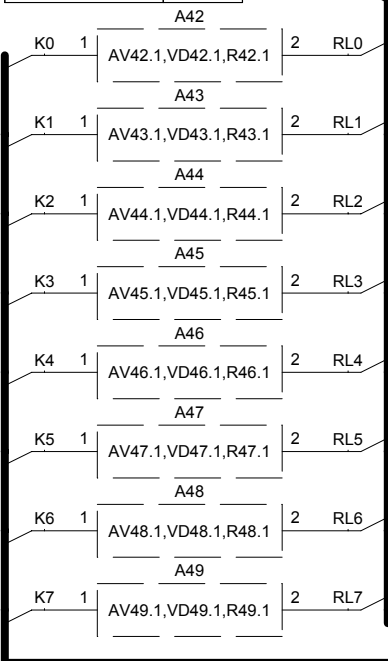 A42
K0 1 AV42.1,VD42.1,R42.1 2 RL0
A43
K1 1 AV43.1,VD43.1,R43.1 2 RL1
A44
K2 1 AV44.1,VD44.1,R44.1 2 RL2
A45
K3 1 AV45.1,VD45.1,R45.1 2 RL3
A46
K4 1 AV46.1,VD46.1,R46.1 2 RL4
A47
K5 1 AV47.1,VD47.1,R47.1 2 RL5
A48
K6 1 AV48.1,VD48.1,R48.1 2 RL6
A49
K7 1 AV49.1,VD49.1,R49.1 2 RL7